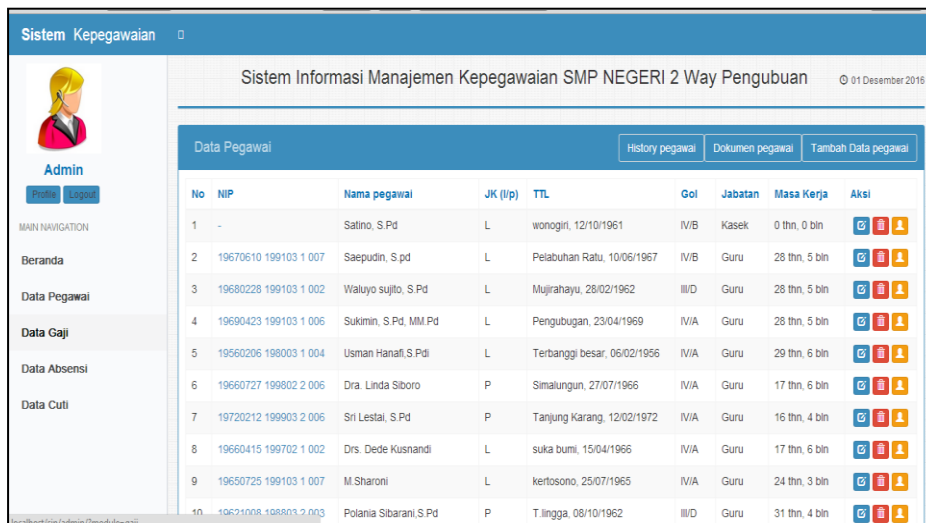 Sistem Kepegawaian
Sistem Informasi Manajemen Kepegawaian SMP NEGERI 2 Way Pengubuan
01 Desember 2016
Admin
Profile Logout
MAIN NAVIGATION
Beranda
Data Pegawai
Data Gaji
Data Absensi
Data Cuti
Data Pegawai History pegawai Dokumen pegawai Tambah Data pegawai
No NIP Nama pegawai JK (l/p) TTL Gol Jabatan Masa Kerja Aksi
1 - Satino, S.Pd L wonogiri, 12/10/1961 IV/B Kasek 0 thn, 0 bln
2 19670610 199103 1 007 Saepudin, S.pd L Pelabuhan Ratu, 10/06/1967 IV/B Guru 28 thn, 5 bln
3 19680228 199103 1 002 Waluyo sujito, S.Pd L Mujirahayu, 28/02/1962 III/D Guru 28 thn, 5 bln
4 19690423 199103 1 006 Sukimin, S.Pd, MM.Pd L Pengubugan, 23/04/1969 IV/A Guru 28 thn, 5 bln
5 19560206 198003 1 004 Usman Hanafi,S.Pdi L Terbanggi besar, 06/02/1956 IV/A Guru 29 thn, 6 bln
6 19660727 199802 2 006 Dra. Linda Siboro P Simalungun, 27/07/1966 IV/A Guru 17 thn, 6 bln
7 19720212 199903 2 006 Sri Lestai, S.Pd P Tanjung Karang, 12/02/1972 IV/A Guru 16 thn, 4 bln
8 19660415 199702 1 002 Drs. Dede Kusnandi L suka bumi, 15/04/1966 IV/A Guru 17 thn, 6 bln
9 19650725 199103 1 007 M.Sharoni L kertosono, 25/07/1965 IV/A Guru 24 thn, 3 bln
10 19621008 198803 2 003 Polania Sibarani,S.Pd P T.lingga, 08/10/1962 III/D Guru 31 thn, 4 bln